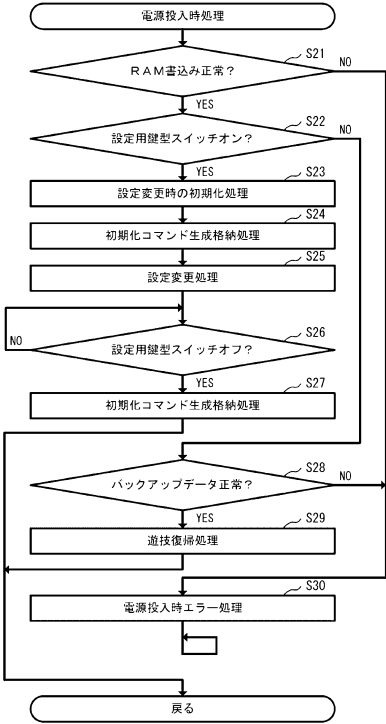 電源投入時処理
S21
RAM書込み正常？
NO
YES
S22
設定用鍵型スイッチオン？
NO
YES
S23
設定変更時の初期化処理
S24
初期化コマンド生成格納処理
S25
設定変更処理
S26
設定用鍵型スイッチオフ？
NO
YES
S27
初期化コマンド生成格納処理
S28
バックアップデータ正常？
NO
YES
S29
遊技復帰処理
S30
電源投入時エラー処理
戻る